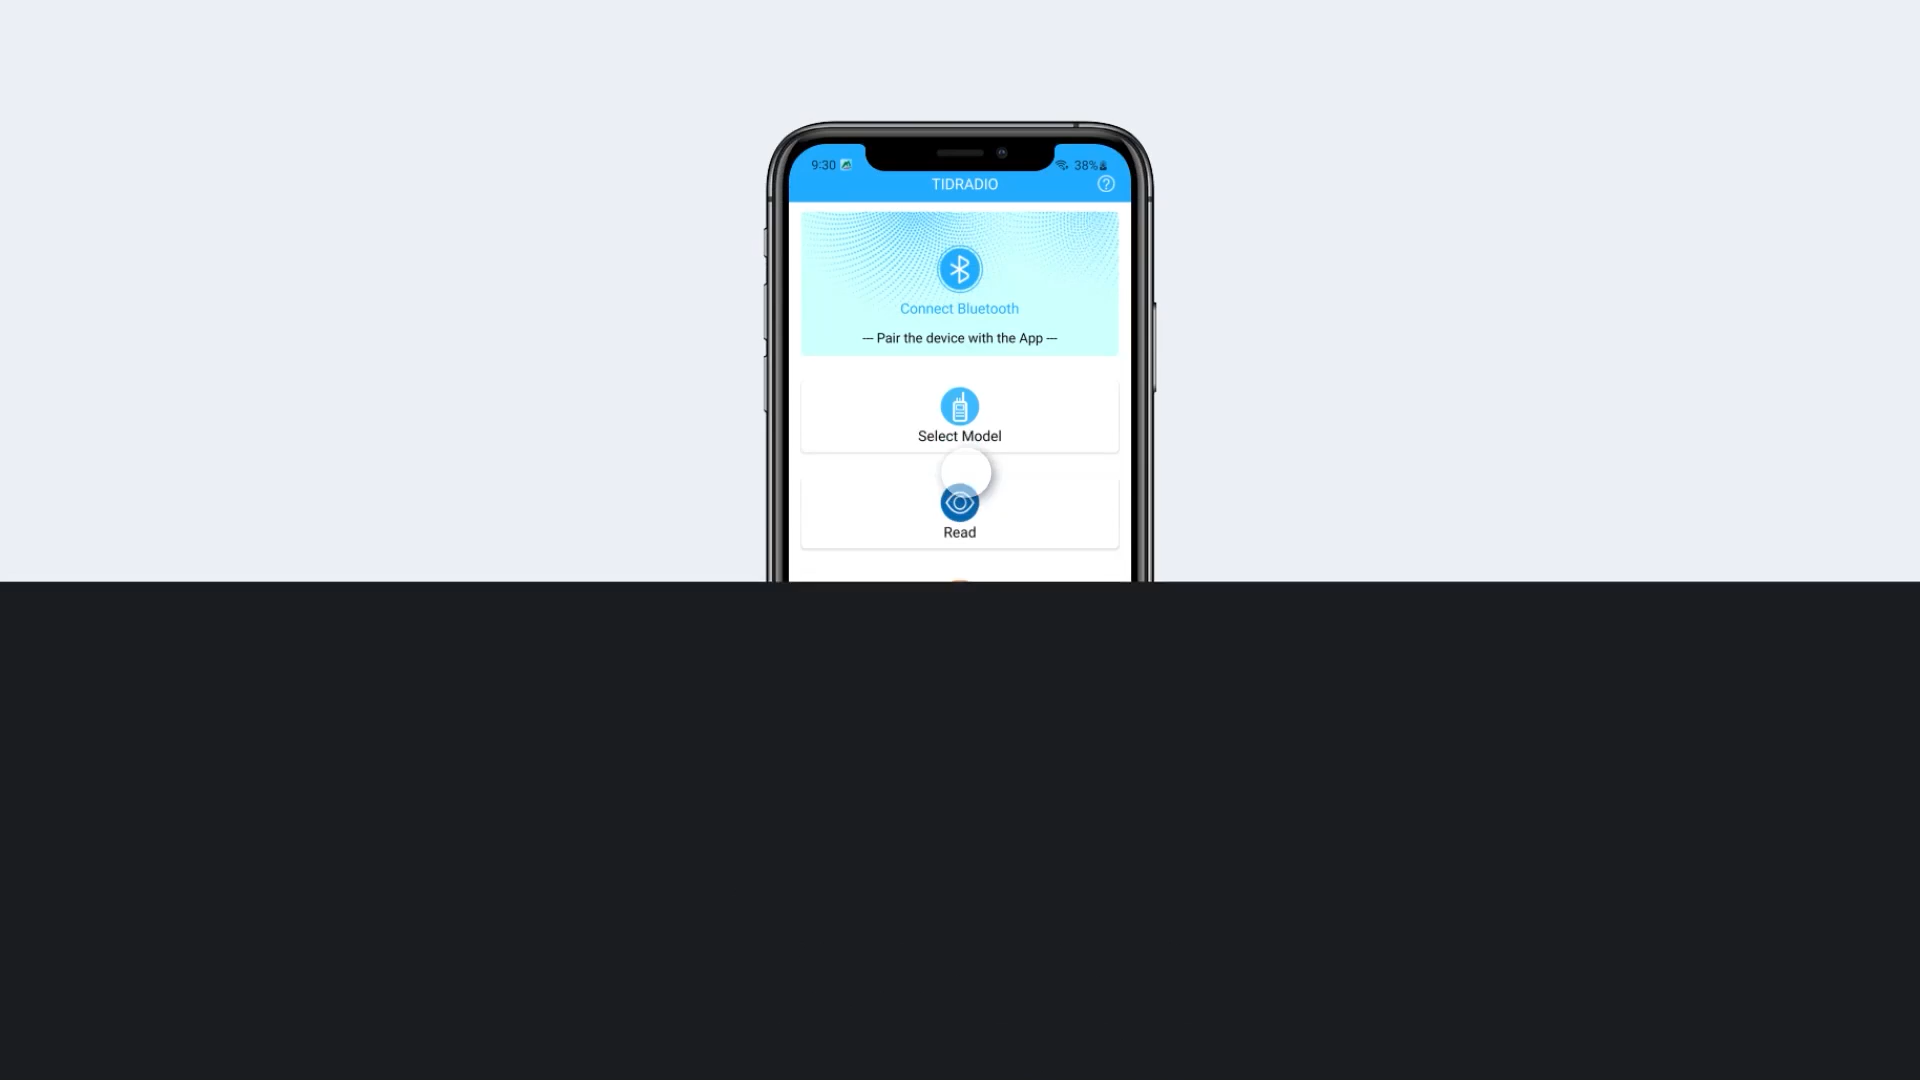 9:30
38%
TIDRADIO
Connect Bluetooth
--- Pair the device with the App ---
Select Model
Read